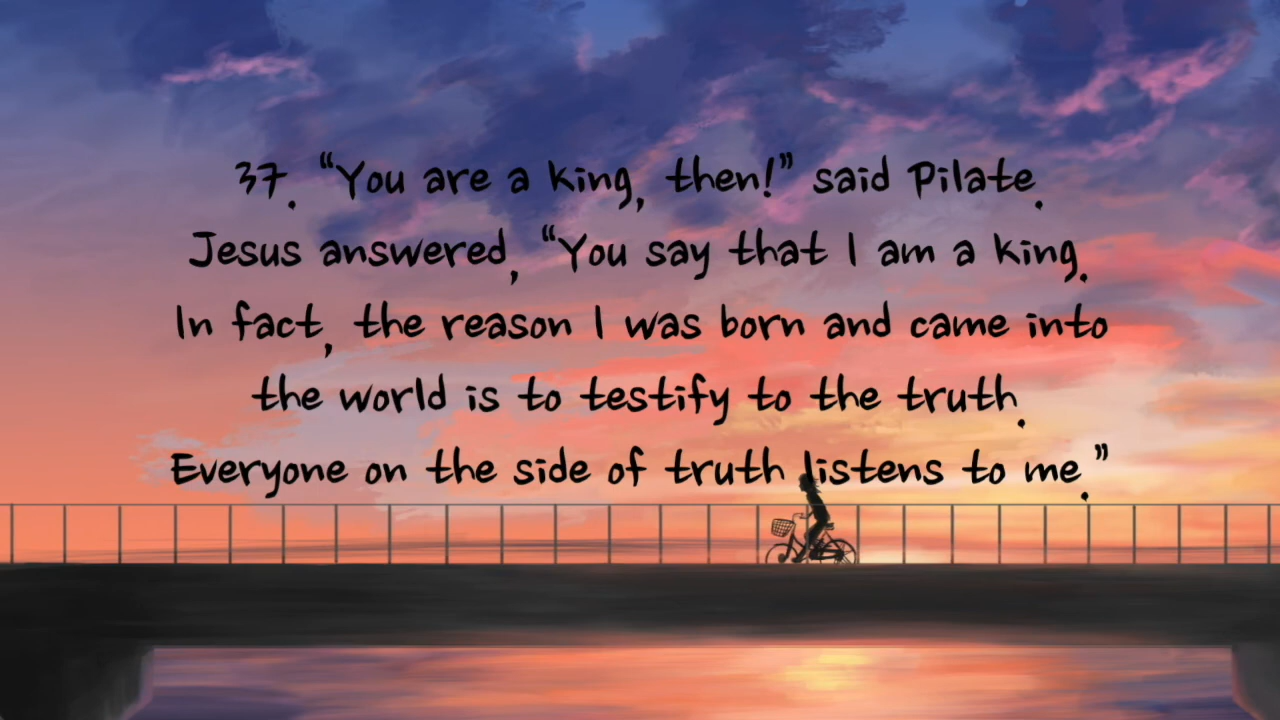 37. “You are a king, then!” said Pilate.
Jesus answered, “You say that I am a king.
In fact, the reason I was born and came into
the world is to testify to the truth.
Everyone on the side of truth listens to me.”